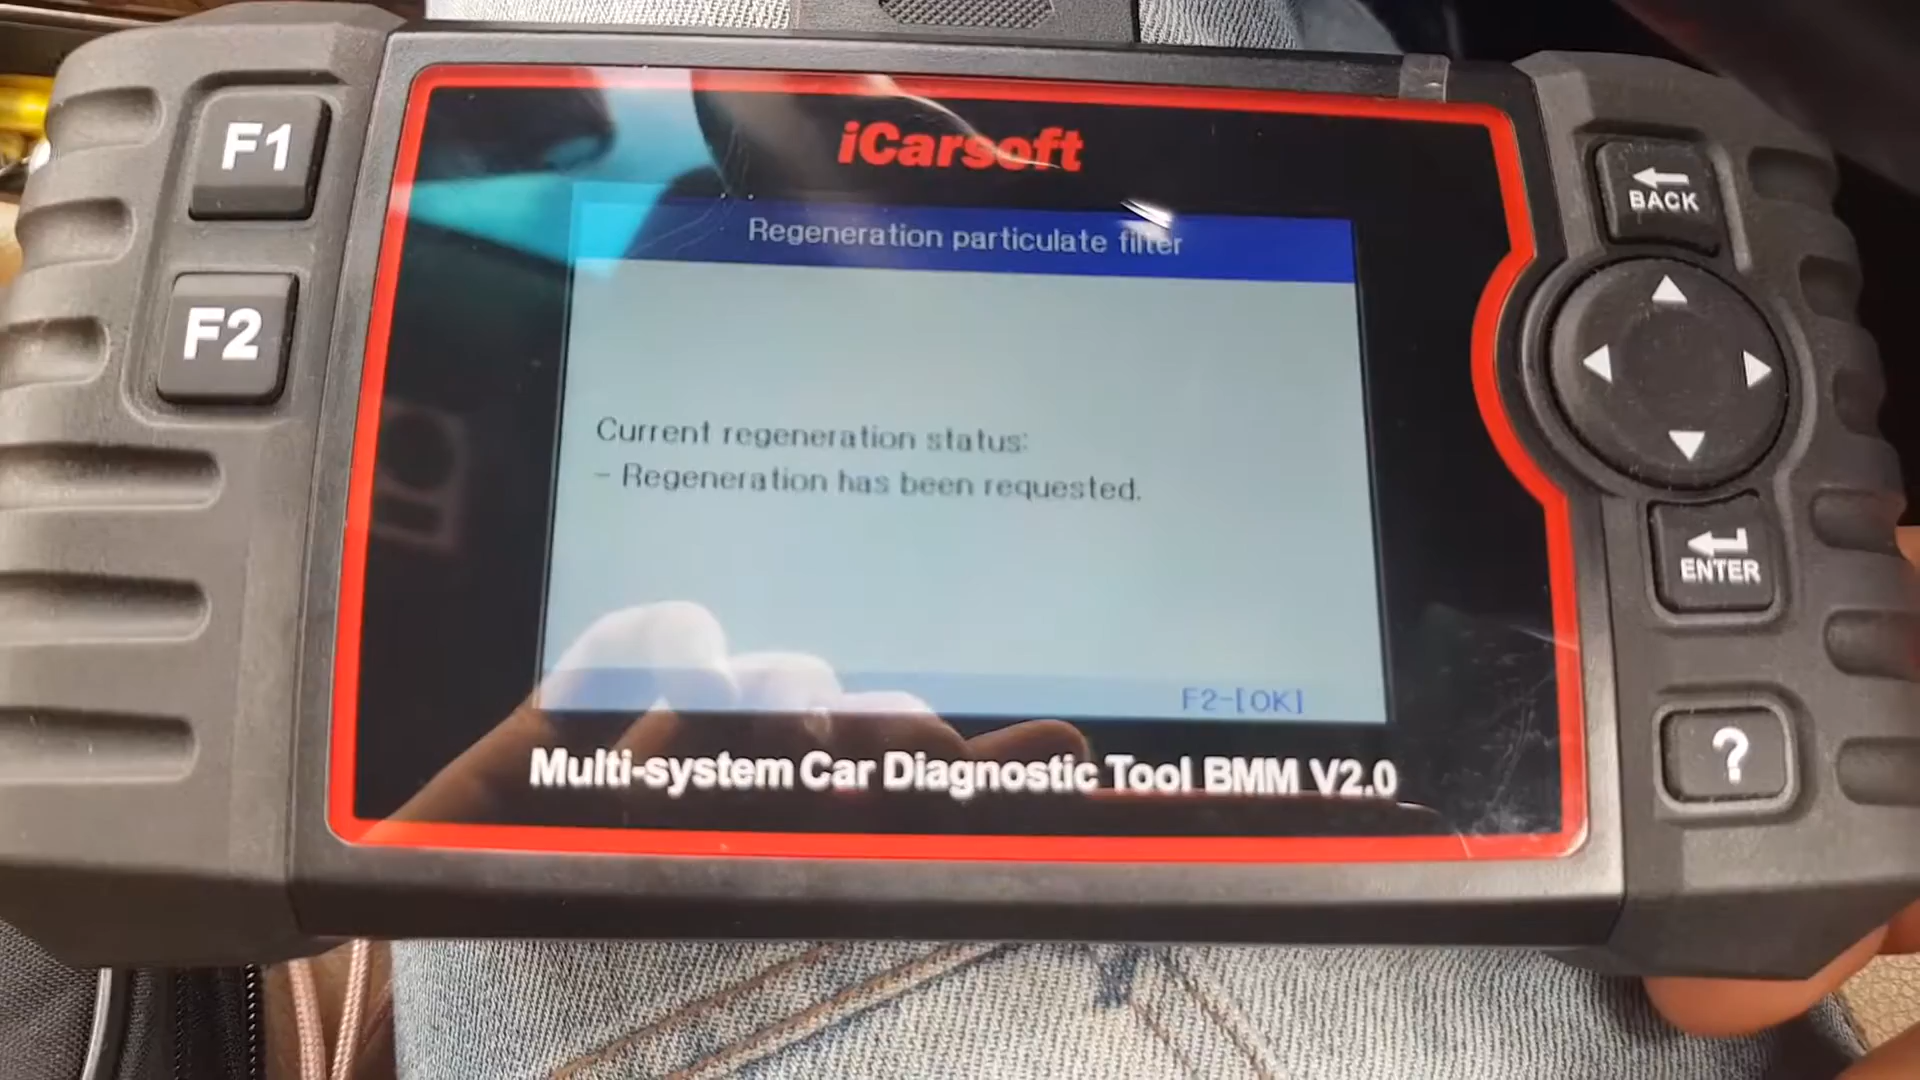 iCarsoft
F1
F2
BACK
Regeneration particulate filter
Current regeneration status:
- Regeneration has been requested.
F2-[OK]
ENTER
?
Multi-system Car Diagnostic Tool BMM V2.0